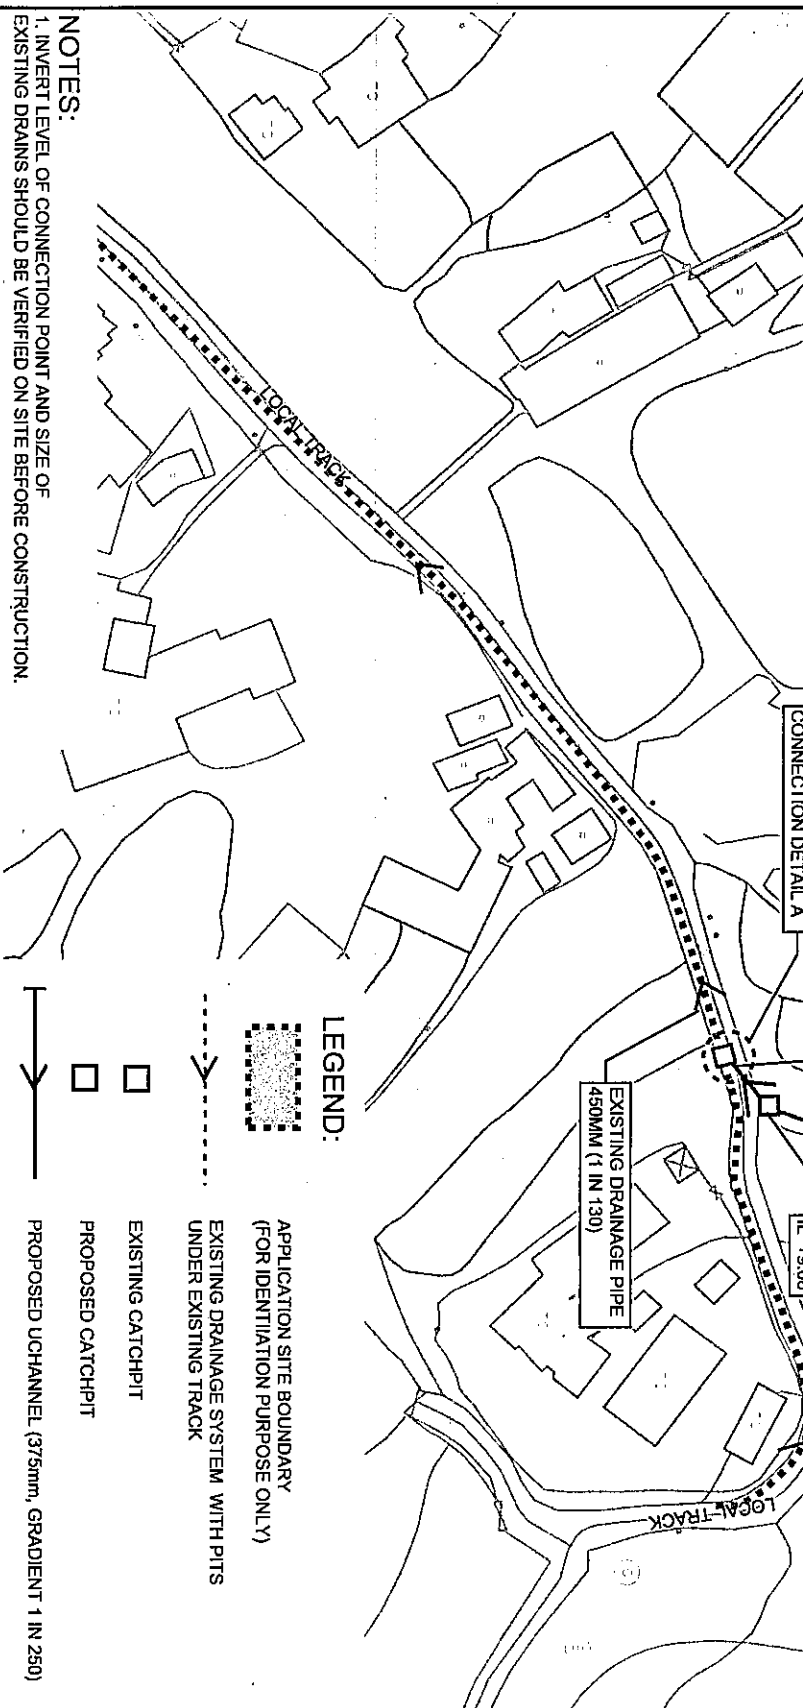 CONNECTION DETAIL A
LOCAL TRACK
EXISTING DRAINAGE PIPE
450MM (1 IN 130)
LOCAL TRACK
NOTES:
1. INVERT LEVEL OF CONNECTION POINT AND SIZE OF
EXISTING DRAINS SHOULD BE VERIFIED ON SITE BEFORE CONSTRUCTION.
LEGEND:
APPLICATION SITE BOUNDARY
(FOR IDENTIATION PURPOSE ONLY)
EXISTING DRAINAGE SYSTEM WITH PITS
UNDER EXISTING TRACK
EXISTING CATCHPIT
PROPOSED CATCHPIT
PROPOSED UCHANNEL (375mm, GRADIENT 1 IN 250)